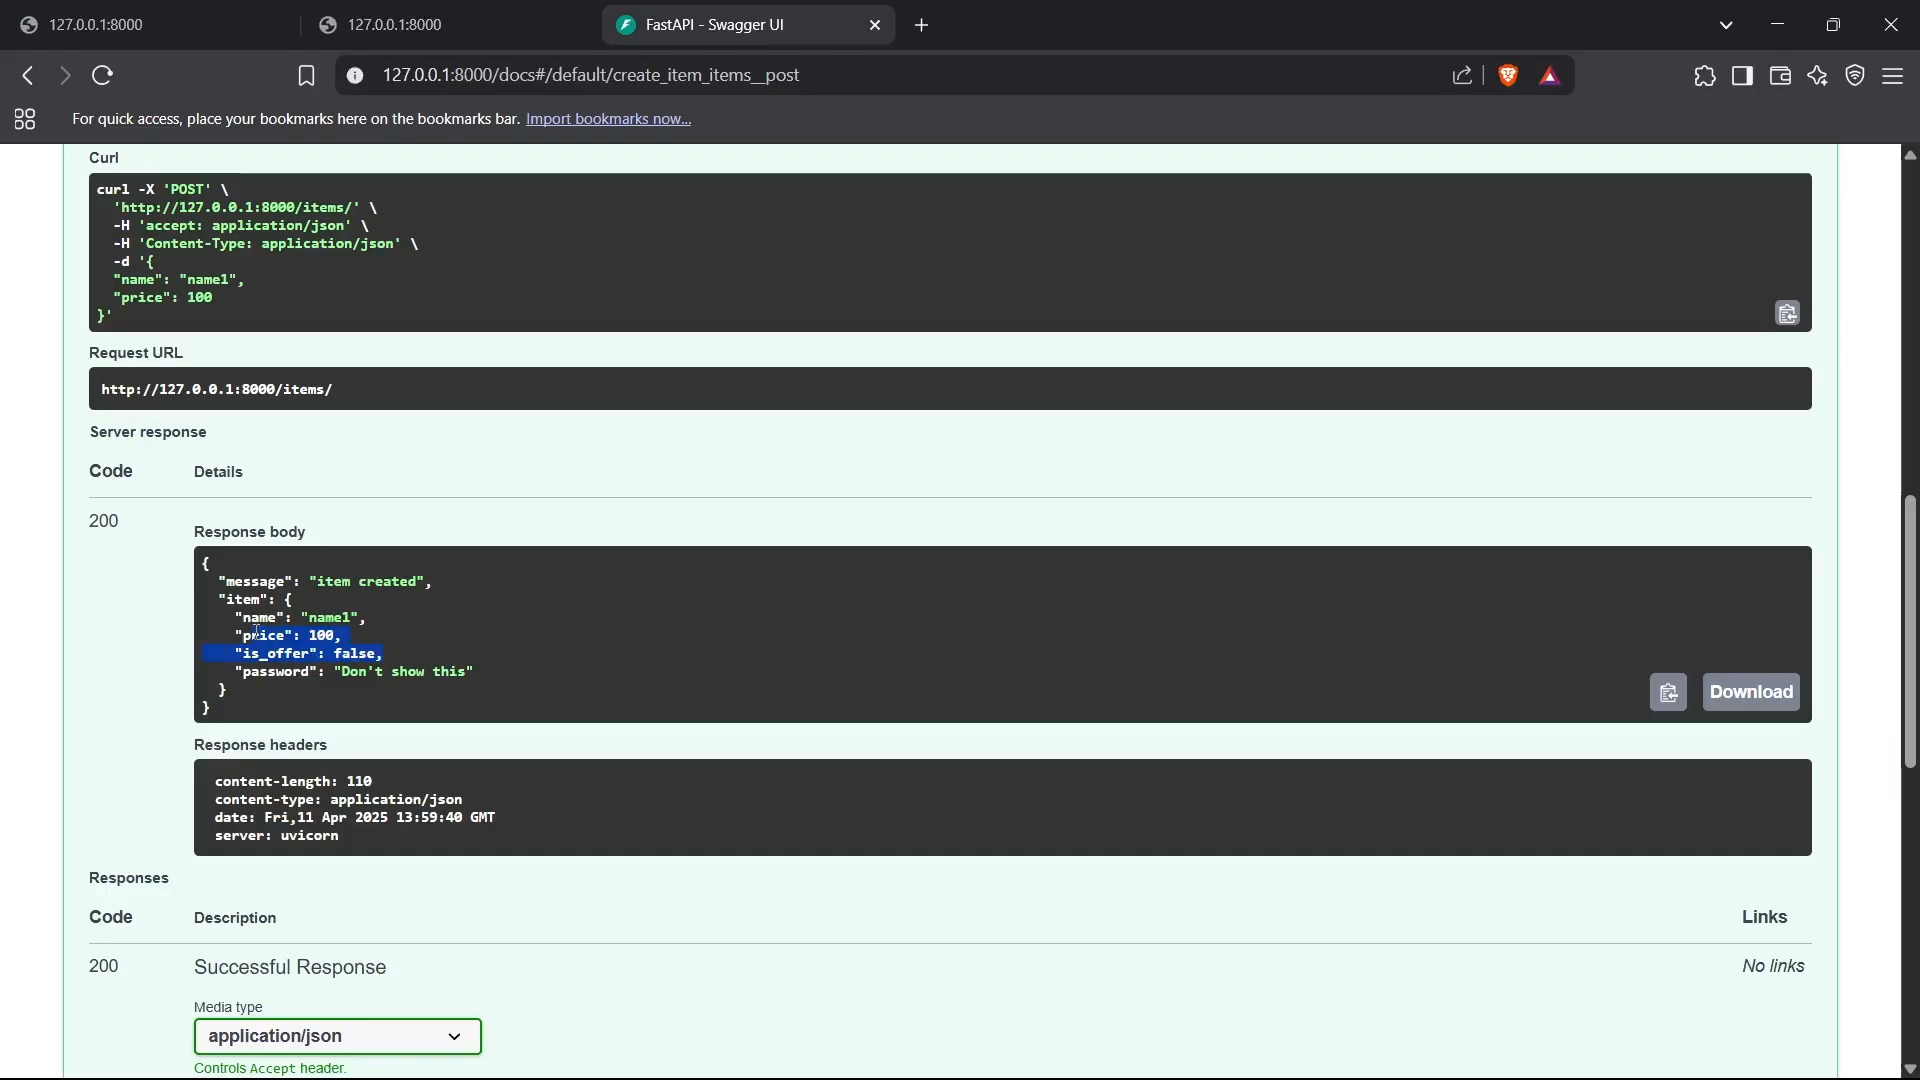 127.0.0.1:8000
127.0.0.1:8000
FastAPI - Swagger UI
127.0.0.1:8000/docs#/default/create_item_items__post
For quick access, place your bookmarks here on the bookmarks bar. Import bookmarks now...
Curl
curl -X 'POST' \
'http://127.0.0.1:8000/items/' \
-H 'accept: application/json' \
-H 'Content-Type: application/json' \
-d '{
"name": "name1",
"price": 100
}'
Request URL
http://127.0.0.1:8000/items/
Server response
Code Details
200
Response body
{
"message": "item created",
"item": {
"name": "name1",
"price": 100,
"is_offer": false,
"password": "Don't show this"
}
}
Download
Response headers
content-length: 110
content-type: application/json
date: Fri,11 Apr 2025 13:59:40 GMT
server: uvicorn
Responses
Code Description Links
200 Successful Response No links
Media type
application/json
Controls Accept header.